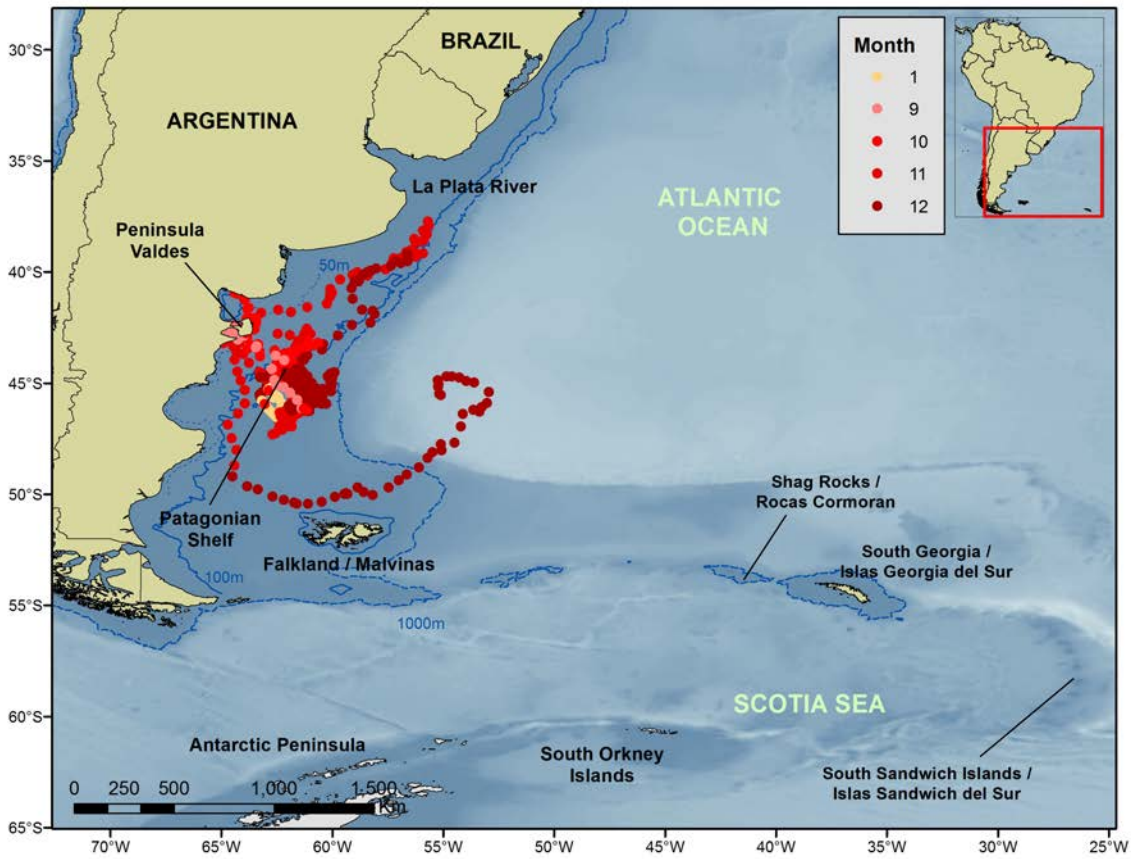 30°S
35°S
40°S
45°S
50°S
55°S
60°S
65°S
BRAZIL
ARGENTINA
La Plata River
Peninsula
Valdes
50m
ATLANTIC
OCEAN
Month
1
9
10
11
12
Patagonian
Shelf
Falkland / Malvinas
100m
1000m
Shag Rocks /
Rocas Cormoran
South Georgia /
Islas Georgia del Sur
SCOTIA SEA
Antarctic Peninsula
South Orkney
Islands
South Sandwich Islands /
Islas Sandwich del Sur
0 250 500 1,000 1,500
Km
70°W 65°W 60°W 55°W 50°W 45°W 40°W 35°W 30°W 25°W